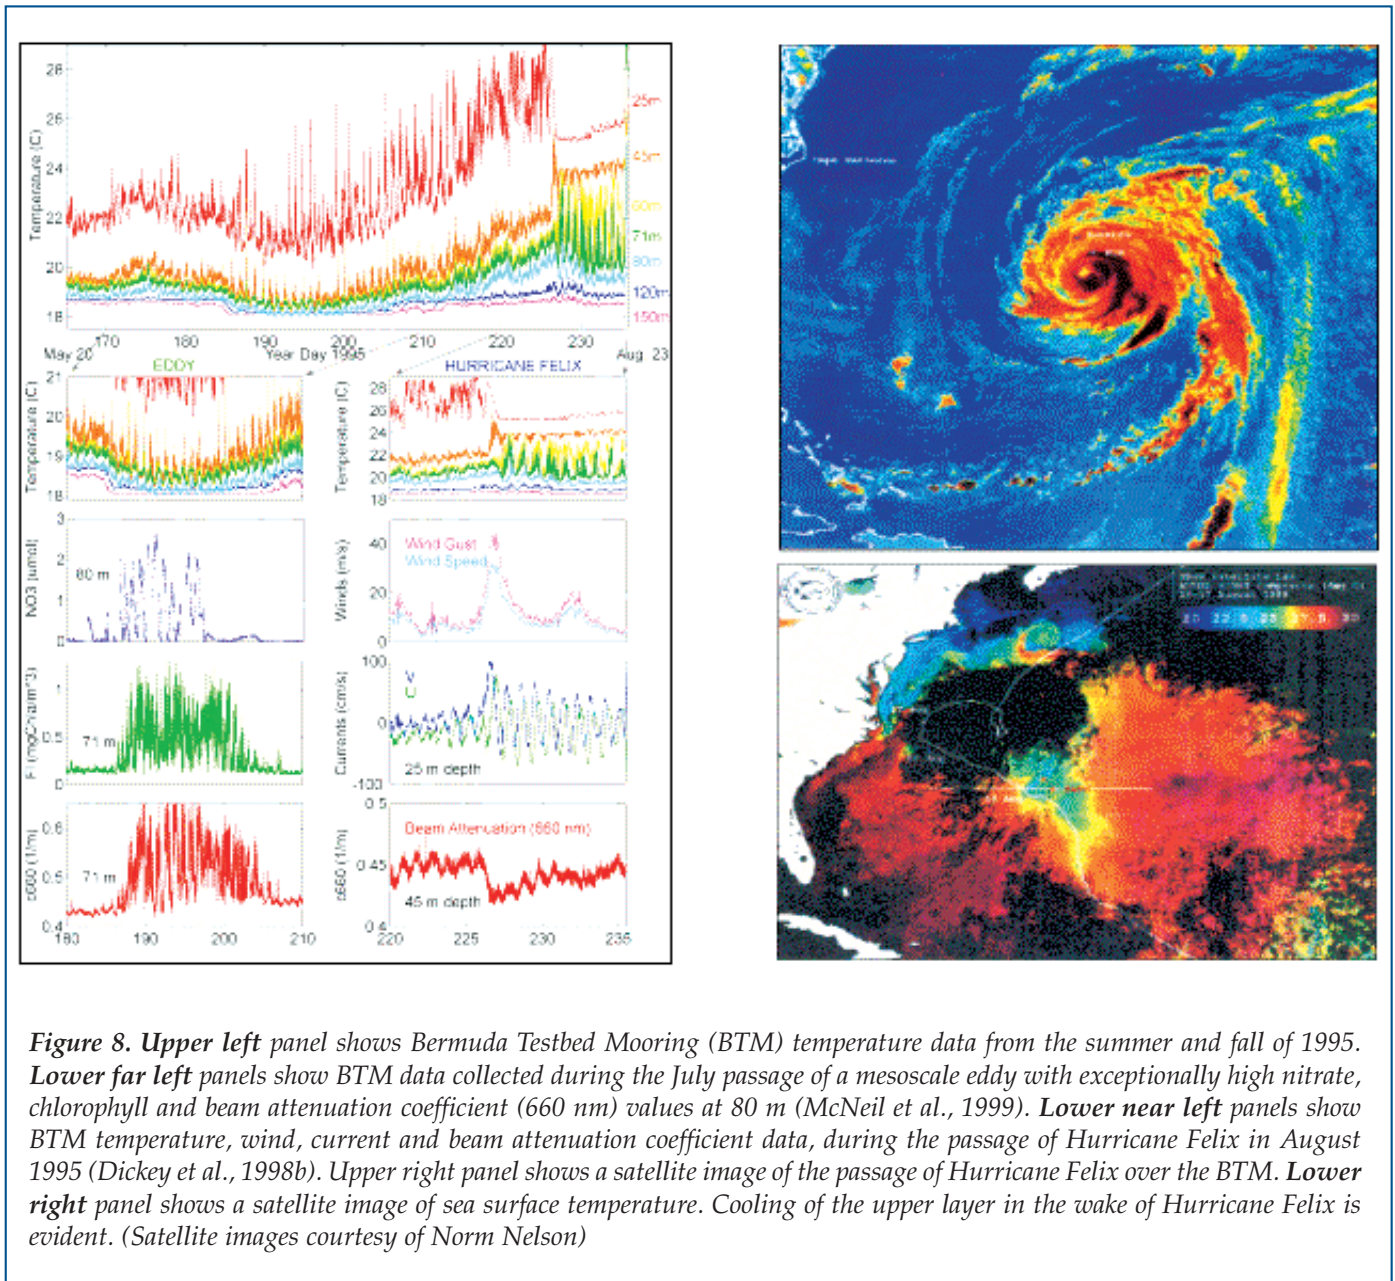 28
26
24
22
20
18
Temperature (C)
25m
45m
60m
71m
80m
120m
150m
170 180 190 200 210 220 230
May 20 Year Day 1995 Aug 23
EDDY
21
20
19
18
Temperature (C)
3
2
1
0
NO3 (umol)
80 m
1
0.5
0
71 m
0.6
0.5
0.4
c660 (1/m)
71 m
180 190 200 210
HURRICANE FELIX
28
26
24
22
20
18
Temperature (C)
40
20
0
Winds (m/s)
Wind Gust
Wind Speed
100
0
-100
Currents (cm/s)
V
U
25 m depth
0.5
0.45
0.4
c660 (1/m)
Beam Attenuation (660 nm)
45 m depth
220 225 230 235
Figure 8. Upper left panel shows Bermuda Testbed Mooring (BTM) temperature data from the summer and fall of 1995.
Lower far left panels show BTM data collected during the July passage of a mesoscale eddy with exceptionally high nitrate,
chlorophyll and beam attenuation coefficient (660 nm) values at 80 m (McNeil et al., 1999). Lower near left panels show
BTM temperature, wind, current and beam attenuation coefficient data, during the passage of Hurricane Felix in August
1995 (Dickey et al., 1998b). Upper right panel shows a satellite image of the passage of Hurricane Felix over the BTM. Lower
right panel shows a satellite image of sea surface temperature. Cooling of the upper layer in the wake of Hurricane Felix is
evident. (Satellite images courtesy of Norm Nelson)